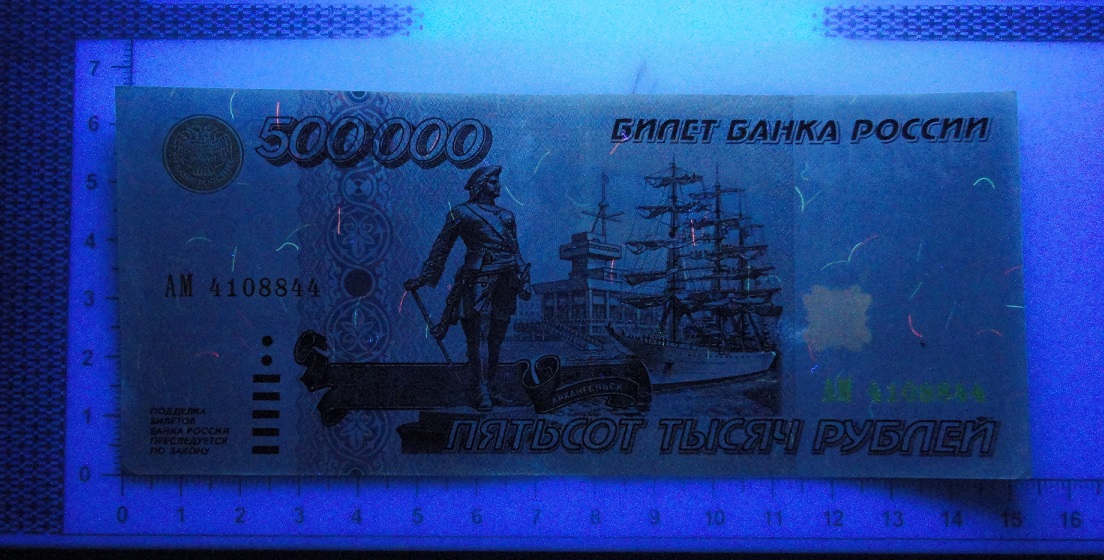 500000
БИЛЕТ БАНКА РОССИИ
АМ 4108844
АРХАНГЕЛЬСК
АМ 4108844
ПОДДЕЛКА
БИЛЕТОВ
БАНКА РОССИИ
ПРЕСЛЕДУЕТСЯ
ПО ЗАКОНУ
ПЯТЬСОТ ТЫСЯЧ РУБЛЕЙ
7
6
5
4
3
2
1
0
0 1 2 3 4 5 6 7 8 9 10 11 12 13 14 15 16